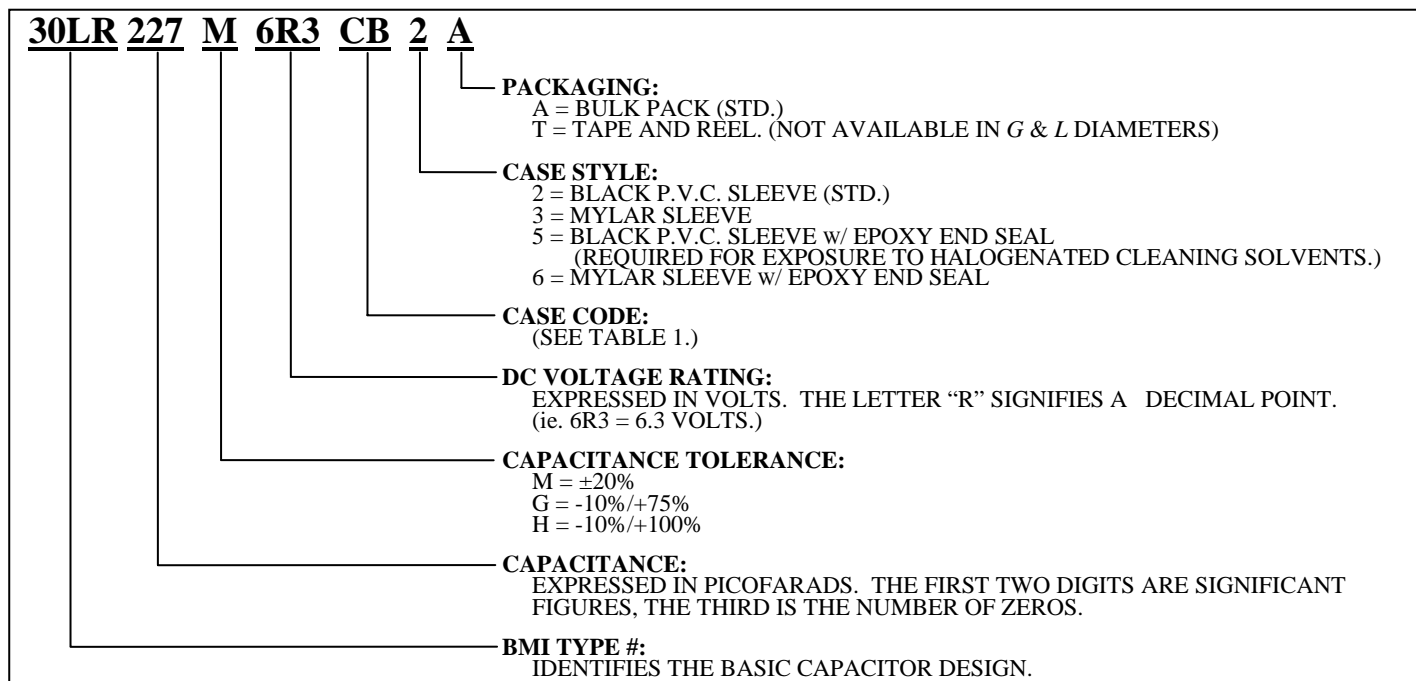 30LR 227 M 6R3 CB 2 A
PACKAGING:
A = BULK PACK (STD.)
T = TAPE AND REEL. (NOT AVAILABLE IN G & L DIAMETERS)
CASE STYLE:
2 = BLACK P.V.C. SLEEVE (STD.)
3 = MYLAR SLEEVE
5 = BLACK P.V.C. SLEEVE W/ EPOXY END SEAL
(REQUIRED FOR EXPOSURE TO HALOGENATED CLEANING SOLVENTS.)
6 = MYLAR SLEEVE W/ EPOXY END SEAL
CASE CODE:
(SEE TABLE 1.)
DC VOLTAGE RATING:
EXPRESSED IN VOLTS. THE LETTER “R” SIGNIFIES A DECIMAL POINT.
(ie. 6R3 = 6.3 VOLTS.)
CAPACITANCE TOLERANCE:
M = ±20%
G = -10%/+75%
H = -10%/+100%
CAPACITANCE:
EXPRESSED IN PICOFARADS. THE FIRST TWO DIGITS ARE SIGNIFICANT
FIGURES, THE THIRD IS THE NUMBER OF ZEROS.
BMI TYPE #:
IDENTIFIES THE BASIC CAPACITOR DESIGN.